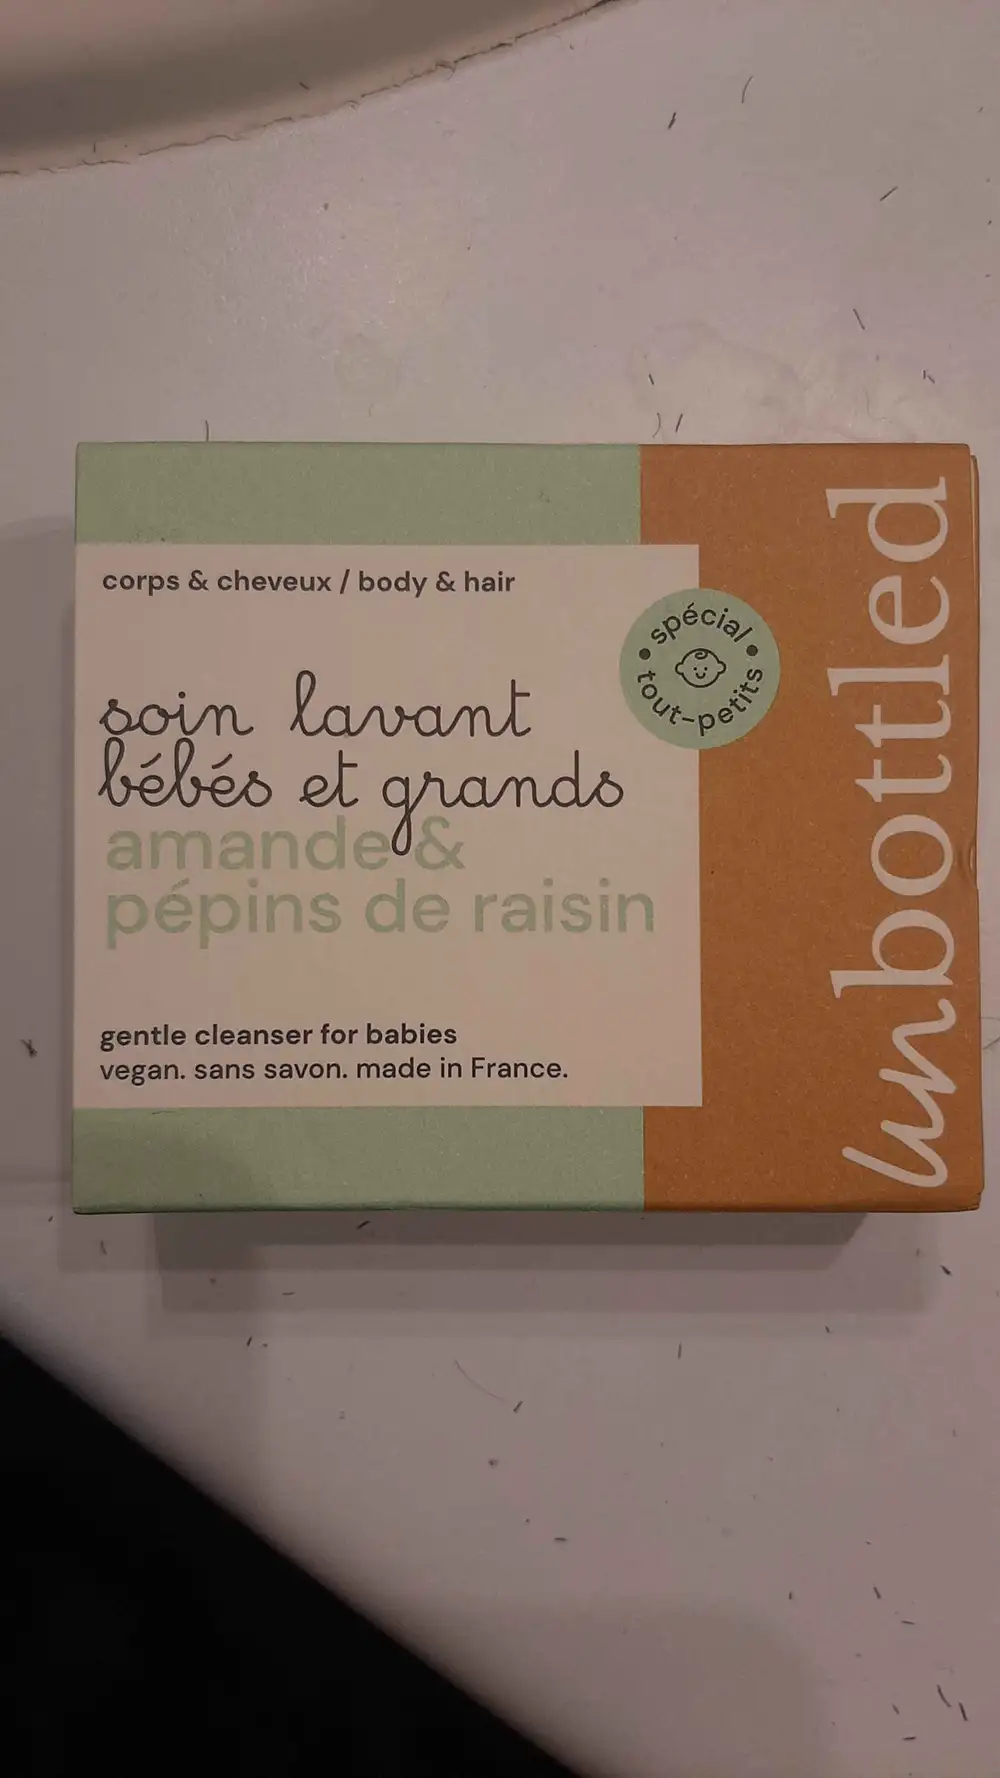 corps & cheveux / body & hair
spécial
tout-petits
soin lavant
bébés et grands
amande &
pépins de raisin
gentle cleanser for babies
vegan. sans savon. made in France.
unbottled